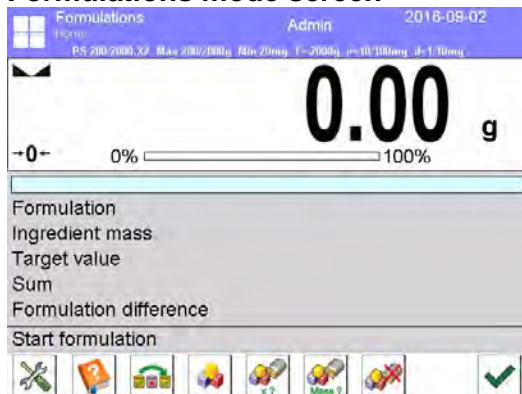 Formulations Mode Screen
Formulations
Admin
2016-09-02
Home
PS 200/2000.X2 Max 200/2000g Min 20mg T=-2000g e=10/100mg d=1/10mg
0.00 g
→0←
0%
100%
Formulation
Ingredient mass
Target value
Sum
Formulation difference
Start formulation
x ?
Mass ?